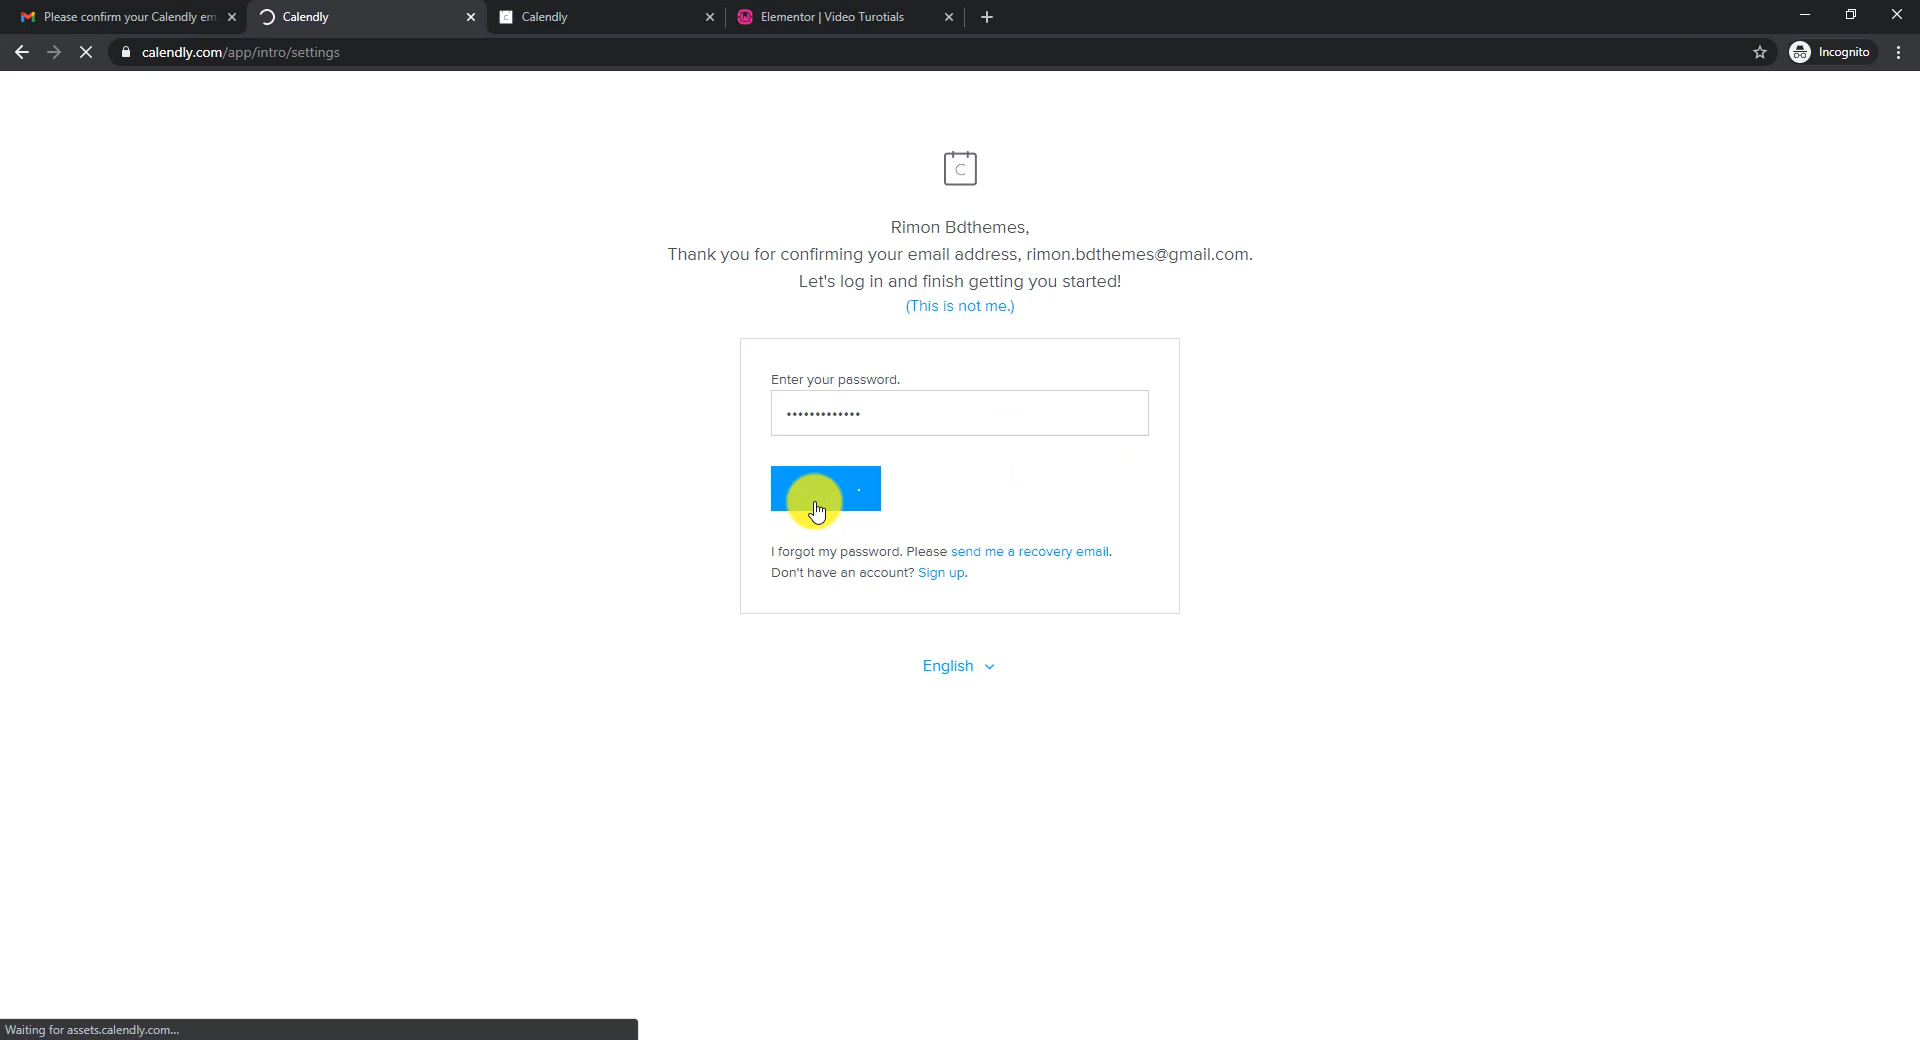 Please confirm your Calendly em
Calendly
Calendly
Elementor | Video Turotials
calendly.com/app/intro/settings
Incognito
C
Rimon Bdthemes,
Thank you for confirming your email address, rimon.bdthemes@gmail.com.
Let's log in and finish getting you started!
(This is not me.)
Enter your password.
•••••••••••••
I forgot my password. Please send me a recovery email.
Don't have an account? Sign up.
English
Waiting for assets.calendly.com...